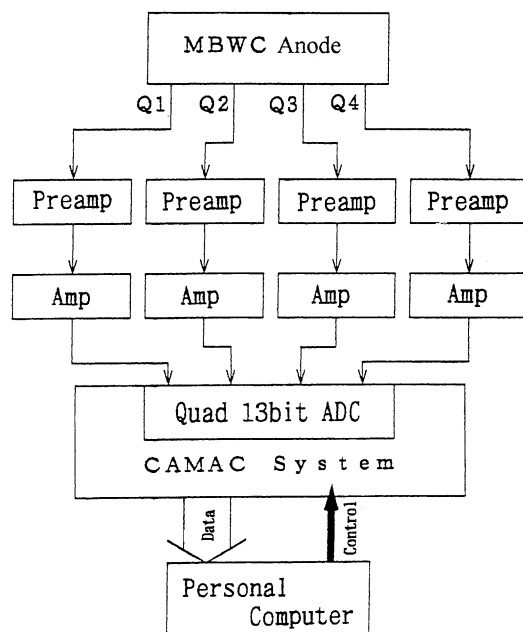 MBWC Anode
Q1 Q2 Q3 Q4
Preamp Preamp Preamp Preamp
Amp Amp Amp Amp
Quad 13bit ADC
CAMAC System
Data
Control
Personal
Computer